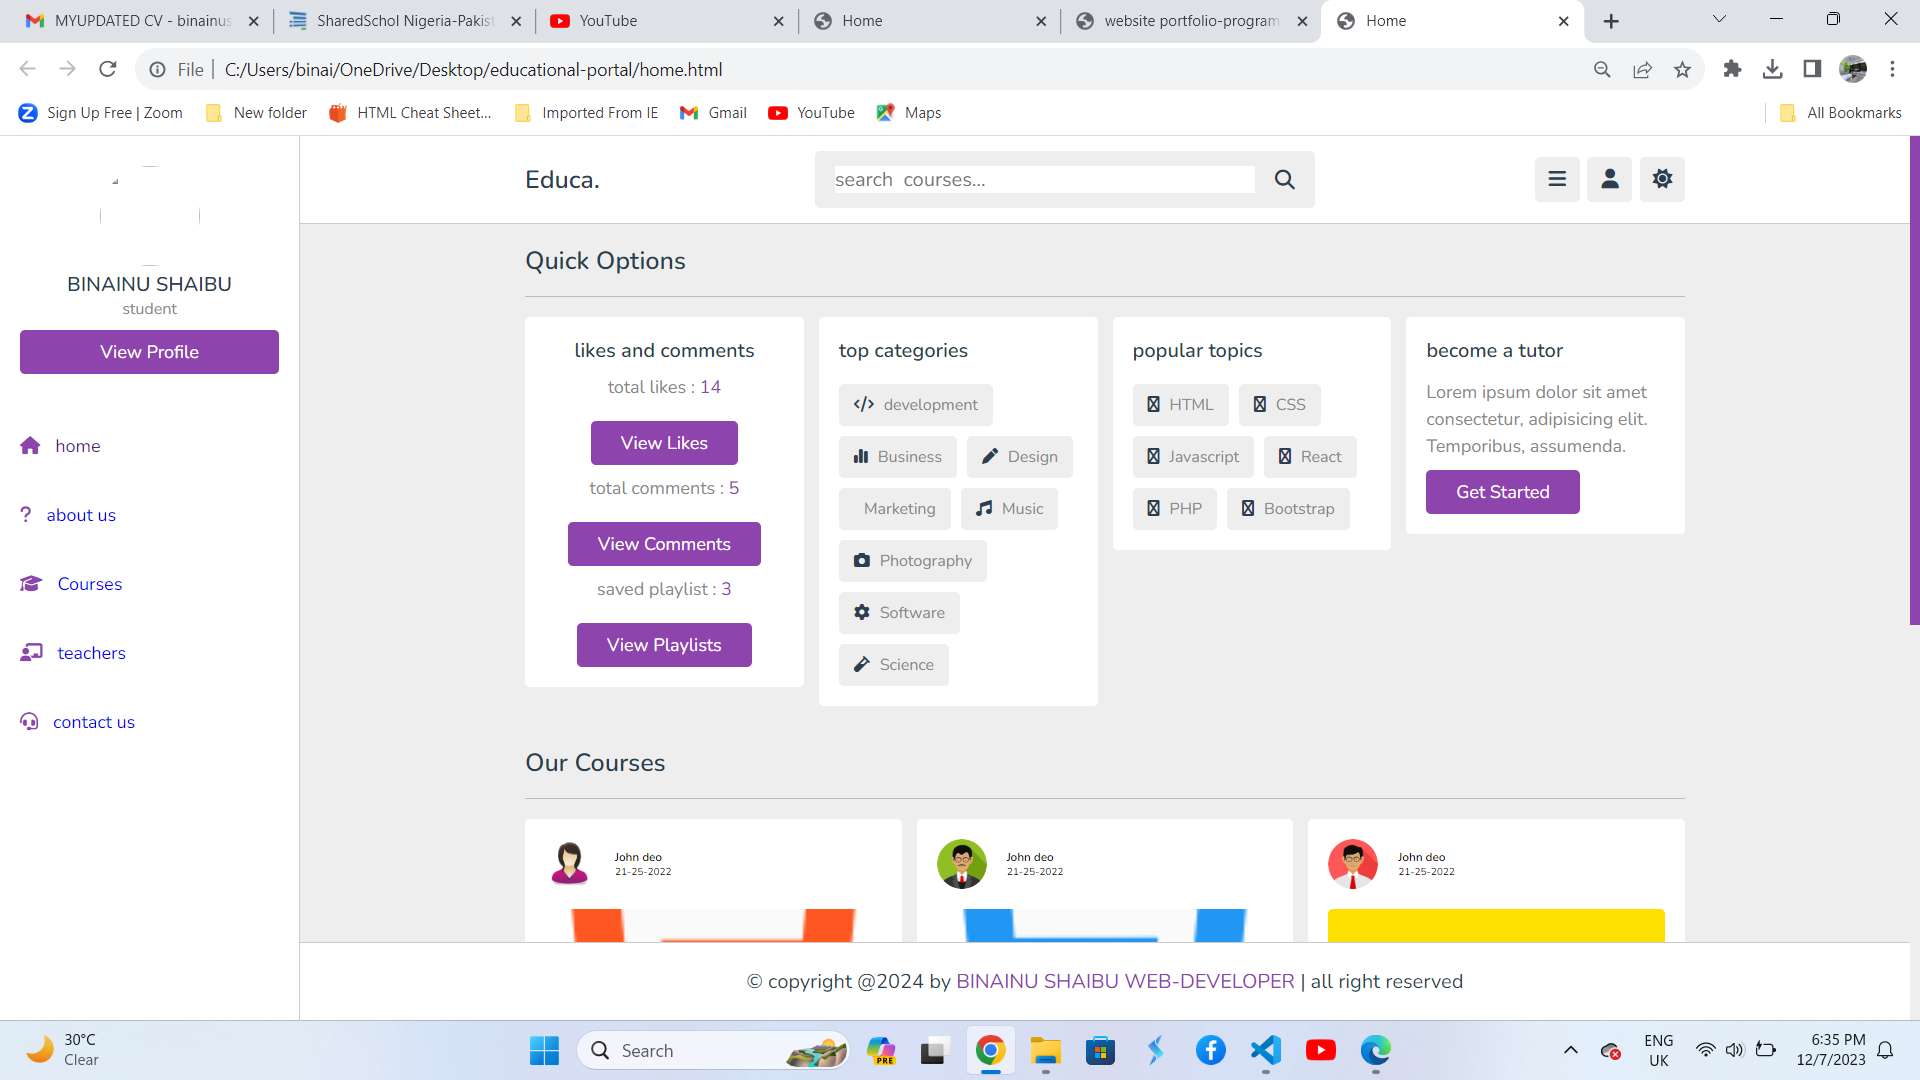 MYUPDATED CV - binainus
SharedSchol Nigeria-Pakist
YouTube
Home
website portfolio-program
Home
File
C:/Users/binai/OneDrive/Desktop/educational-portal/home.html
Sign Up Free | Zoom
New folder
HTML Cheat Sheet...
Imported From IE
Gmail
YouTube
Maps
All Bookmarks
BINAINU SHAIBU
student
View Profile
home
? about us
Courses
teachers
contact us
Educa.
search courses...
Quick Options
likes and comments
total likes : 14
View Likes
total comments : 5
View Comments
saved playlist : 3
View Playlists
top categories
</> development
Business
Design
Marketing
Music
Photography
Software
Science
popular topics
HTML
CSS
Javascript
React
PHP
Bootstrap
become a tutor
Lorem ipsum dolor sit amet
consectetur, adipisicing elit.
Temporibus, assumenda.
Get Started
Our Courses
John deo
21-25-2022
John deo
21-25-2022
John deo
21-25-2022
© copyright @2024 by BINAINU SHAIBU WEB-DEVELOPER | all right reserved
30°C
Clear
Search
PRE
ENG
UK
6:35 PM
12/7/2023